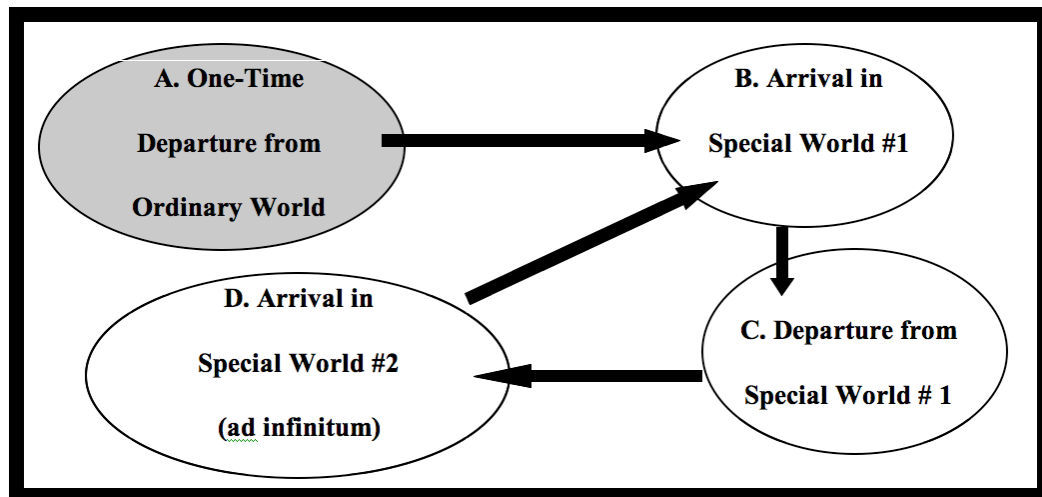 A. One-Time
Departure from
Ordinary World
B. Arrival in
Special World #1
C. Departure from
Special World # 1
D. Arrival in
Special World #2
(ad infinitum)